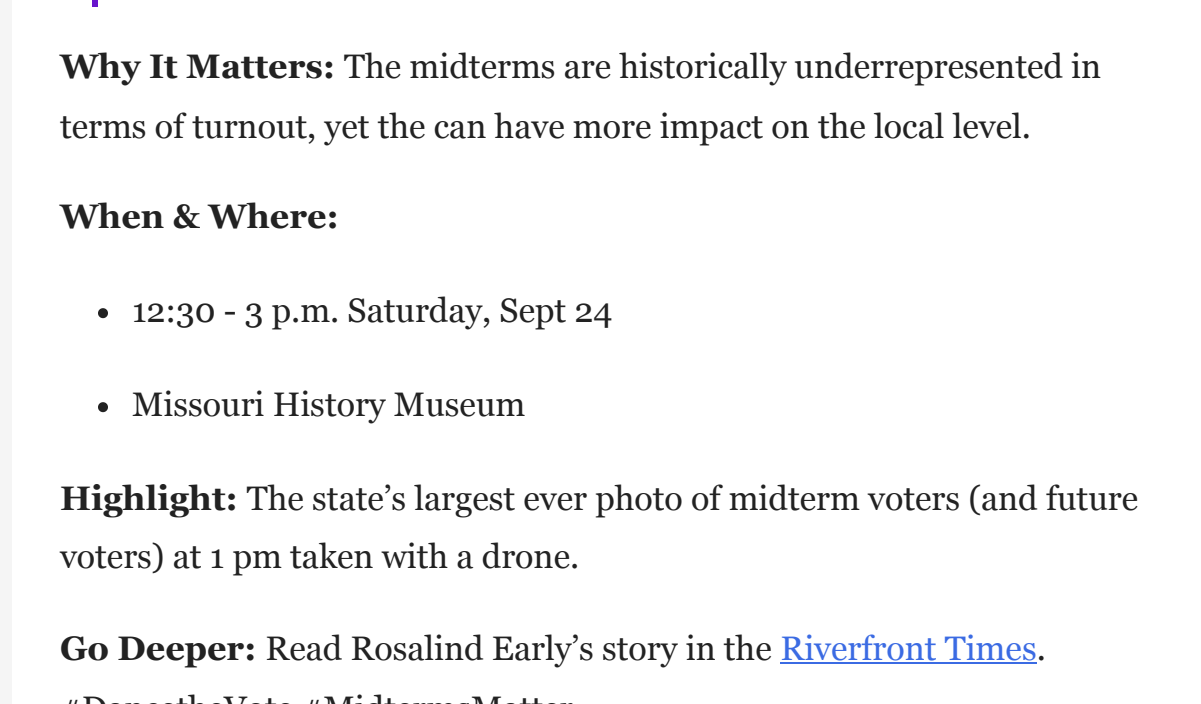 Why It Matters: The midterms are historically underrepresented in
terms of turnout, yet the can have more impact on the local level.
When & Where:
• 12:30 - 3 p.m. Saturday, Sept 24
• Missouri History Museum
Highlight: The state’s largest ever photo of midterm voters (and future
voters) at 1 pm taken with a drone.
Go Deeper: Read Rosalind Early’s story in the Riverfront Times.
#DancetheVote #MidtermsMatter